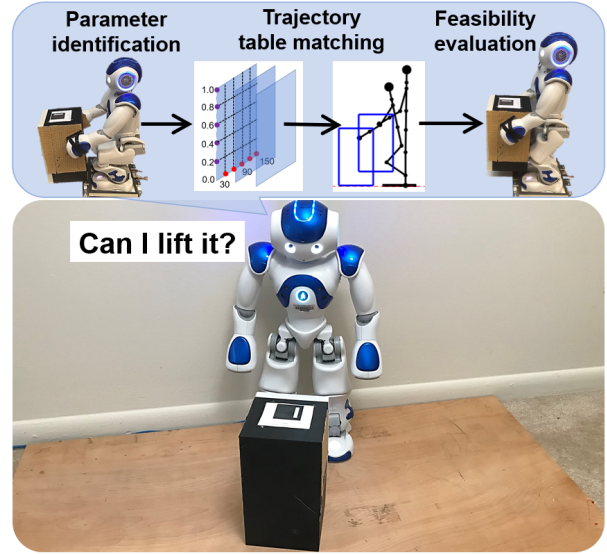 Parameter
identification
Trajectory
table matching
Feasibility
evaluation
1.0
0.8
0.6
0.4
0.2
0.0
30
90
150
Can I lift it?